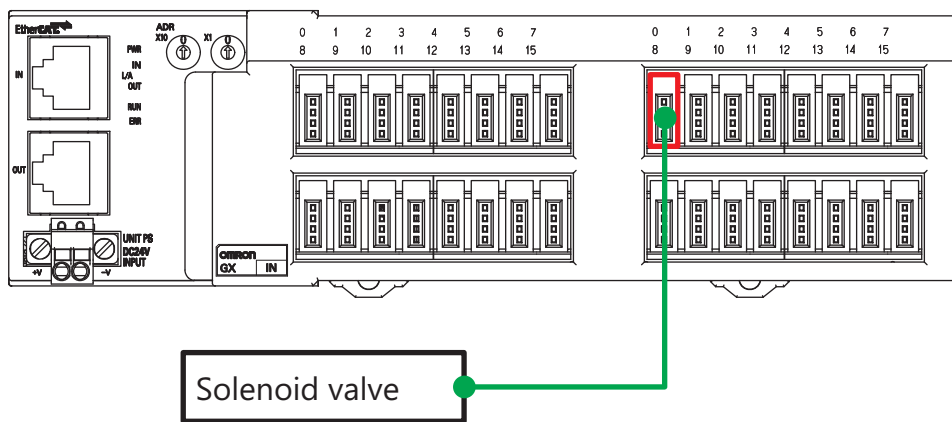 EtherCAT
ADR
X10 0 X1 0
PWR
IN
L/A
OUT
RUN
ERR
IN
OUT
UNIT PS
DC24V
INPUT
+V -V
OMRON
GX IN
0 1 2 3 4 5 6 7
8 9 10 11 12 13 14 15
0 1 2 3 4 5 6 7
8 9 10 11 12 13 14 15
Solenoid valve